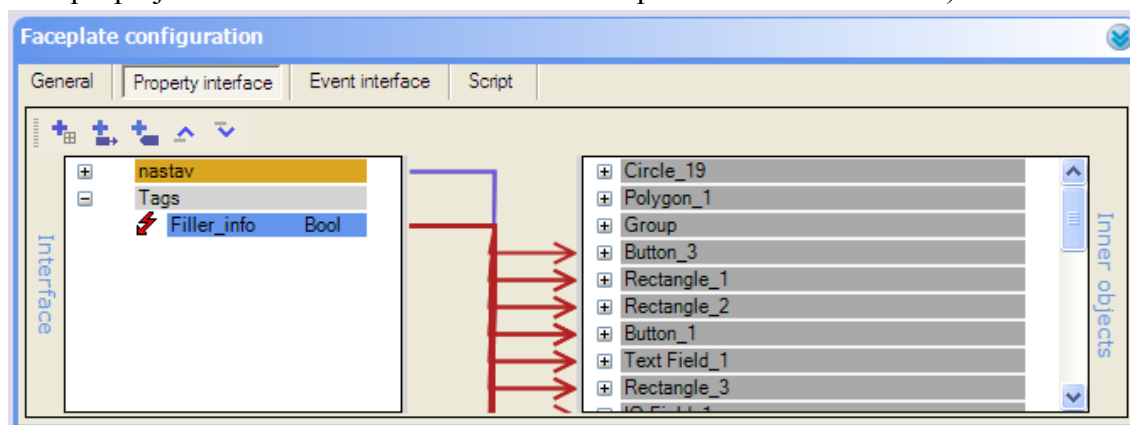 Faceplate configuration
General Property interface Event interface Script
Interface
nastav
Tags
Filler_info Bool
Circle_19
Polygon_1
Group
Button_3
Rectangle_1
Rectangle_2
Button_1
Text Field_1
Rectangle_3
Inner objects